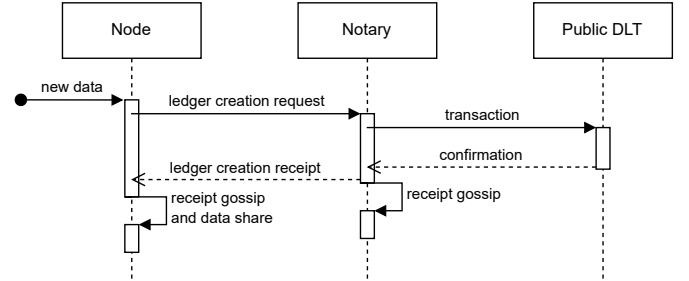 Node
Notary
Public DLT
new data
ledger creation request
transaction
confirmation
ledger creation receipt
receipt gossip
and data share
receipt gossip